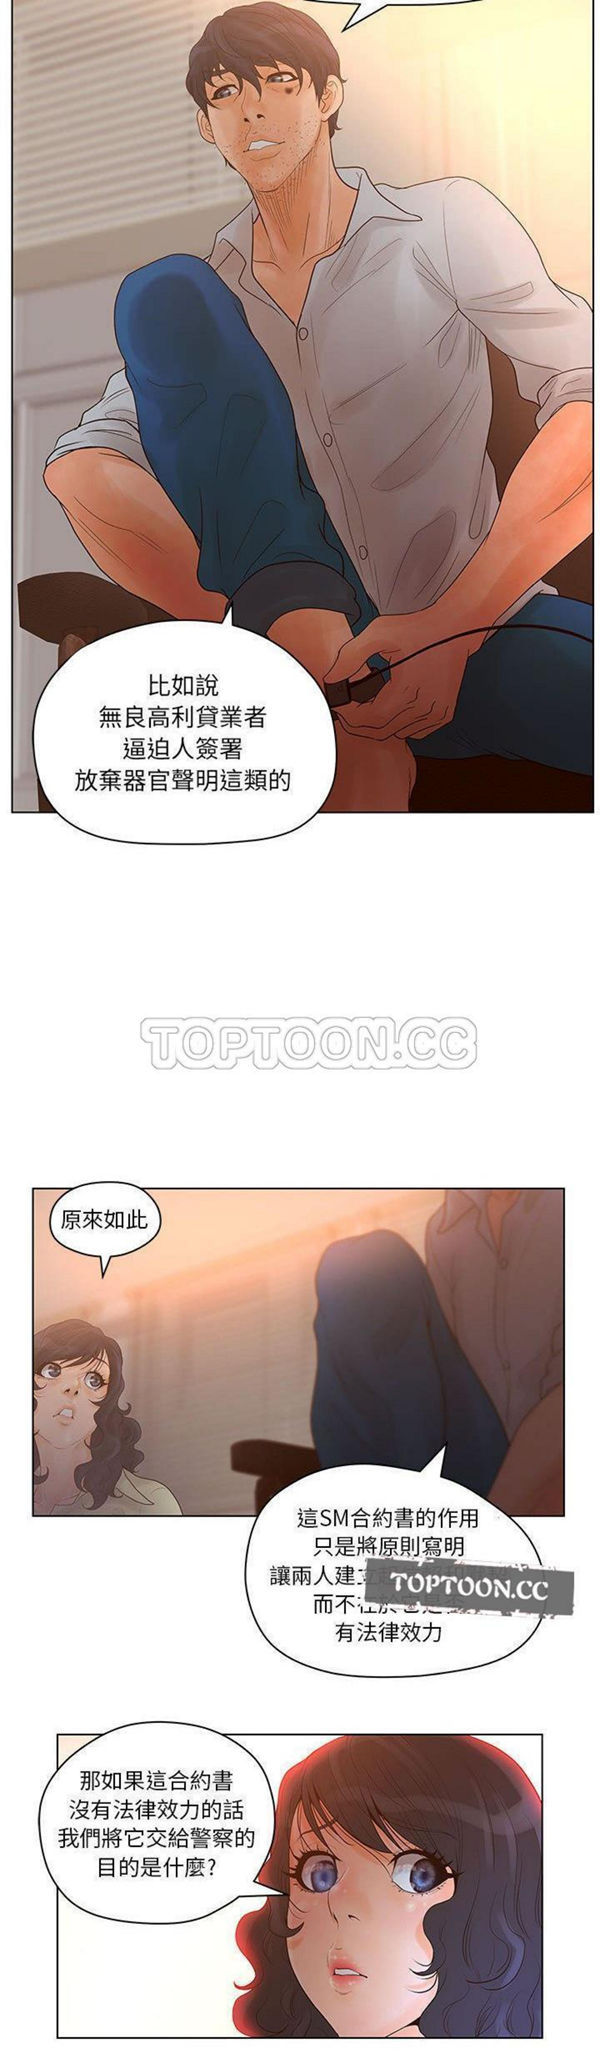 比如說
無良高利貸業者
逼迫人簽署
放棄器官聲明這類的
TOPTOON.CC
原來如此
這SM合約書的作用
只是將原則寫明
讓兩人建立
TOPTOON.CC
而不在於它是否
有法律效力
那如果這合約書
沒有法律效力的話
我們將它交給警察的
目的是什麼?